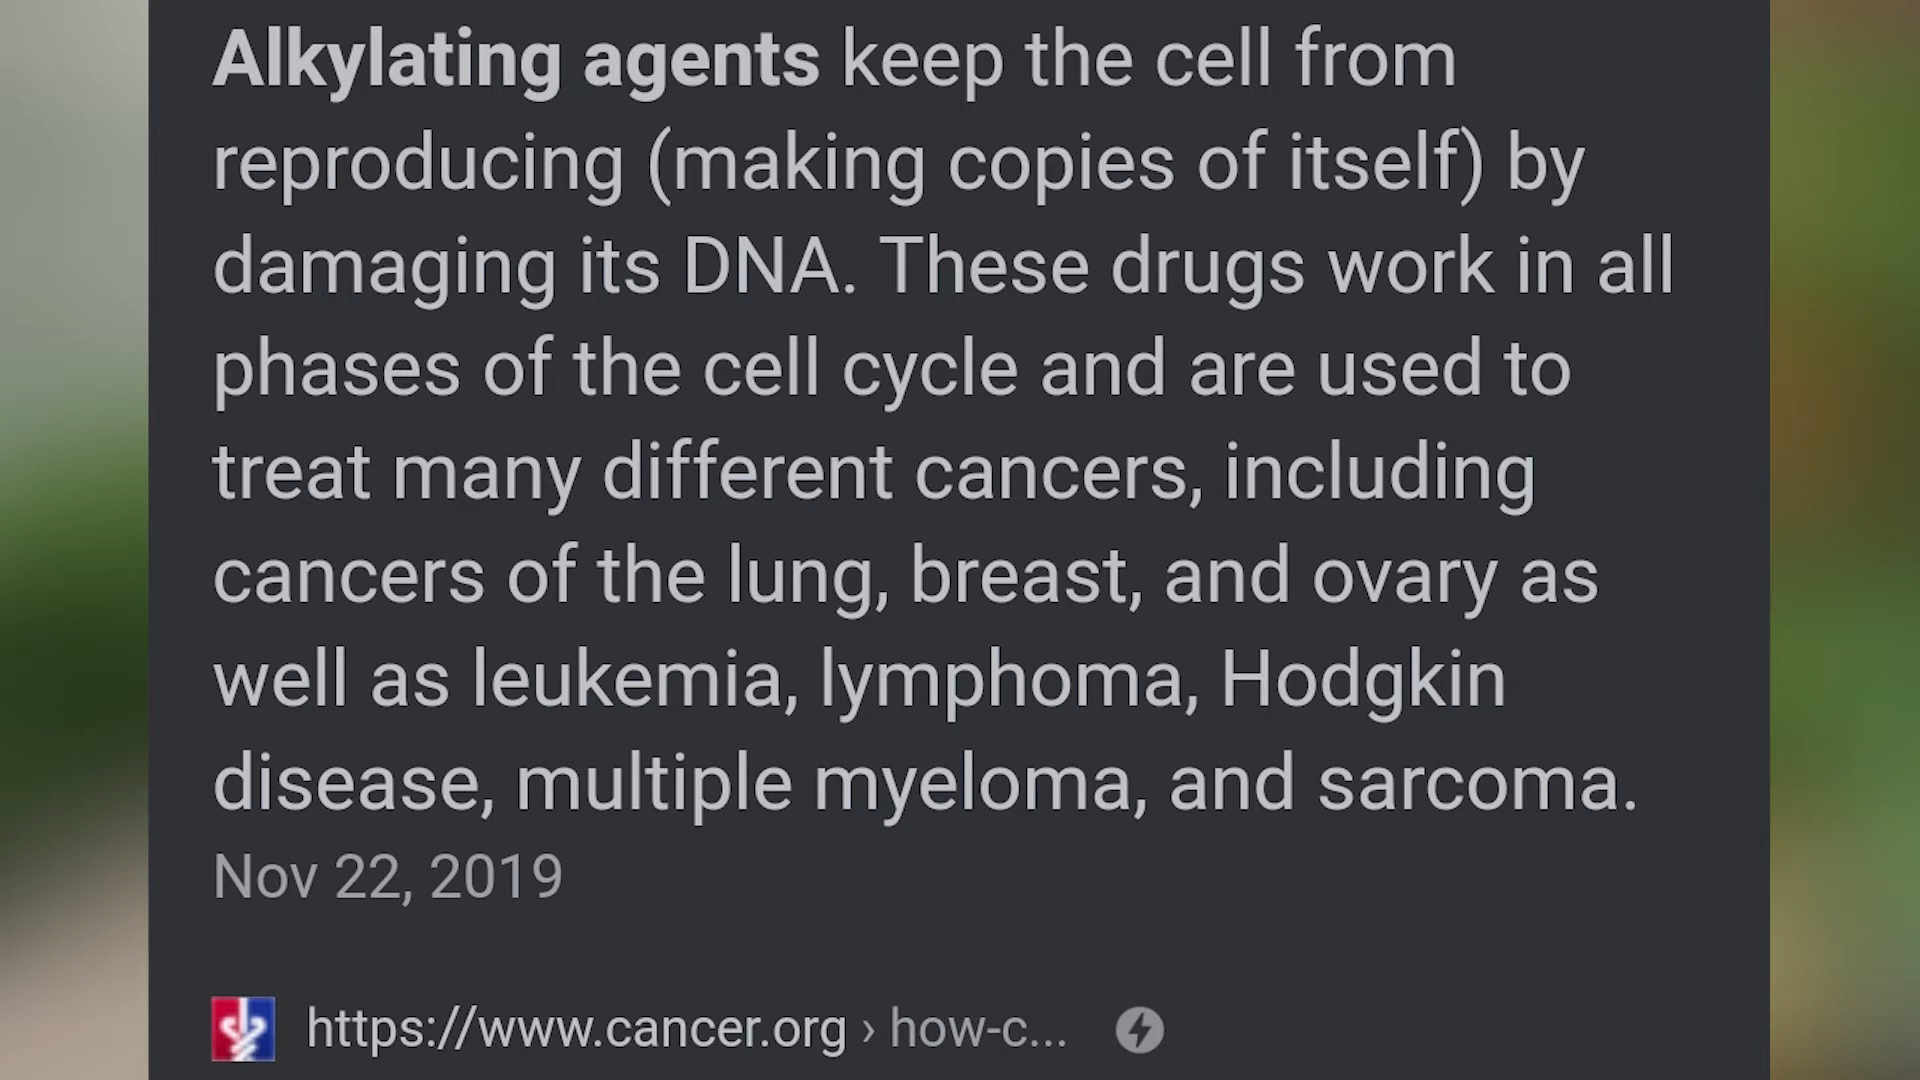 Alkylating agents keep the cell from
reproducing (making copies of itself) by
damaging its DNA. These drugs work in all
phases of the cell cycle and are used to
treat many different cancers, including
cancers of the lung, breast, and ovary as
well as leukemia, lymphoma, Hodgkin
disease, multiple myeloma, and sarcoma.
Nov 22, 2019
https://www.cancer.org › how-c...